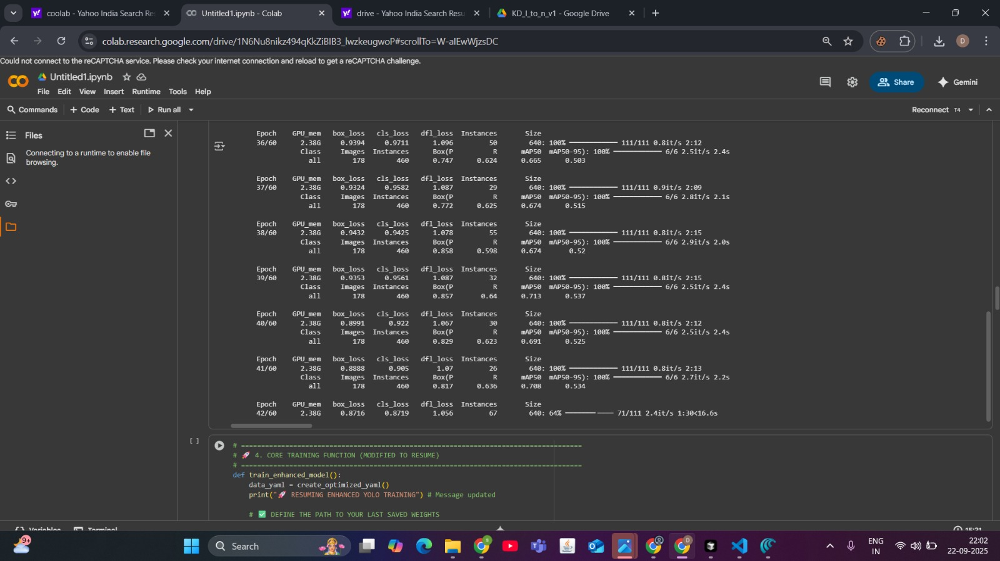 coolab - Yahoo India Search Re
Untitled1.ipynb - Colab
drive - Yahoo India Search Resu
KD_l_to_n_v1 - Google Drive
colab.research.google.com/drive/1N6Nu8nikz494qKkZiBIB3_lwzkeugwoP#scrollTo=W-alEwWjzsDC
D
Could not connect to the reCAPTCHA service. Please check your internet connection and reload to get a reCAPTCHA challenge.
Untitled1.ipynb
File Edit View Insert Runtime Tools Help
Share
Gemini
Commands + Code + Text Run all
Reconnect T4
Files
Connecting to a runtime to enable file
browsing.
Epoch GPU_mem box_loss cls_loss dfl_loss Instances Size
36/60 2.38G 0.9394 0.9711 1.096 50 640: 100% ━━━━━━━━━━━━ 111/111 0.8it/s 2:12
Class Images Instances Box(P R mAP50 mAP50-95): 100% ━━━━━━━━━━━━ 6/6 2.5it/s 2.4s
all 178 460 0.747 0.624 0.665 0.503
Epoch GPU_mem box_loss cls_loss dfl_loss Instances Size
37/60 2.38G 0.9324 0.9582 1.087 29 640: 100% ━━━━━━━━━━━━ 111/111 0.9it/s 2:09
Class Images Instances Box(P R mAP50 mAP50-95): 100% ━━━━━━━━━━━━ 6/6 2.8it/s 2.1s
all 178 460 0.772 0.625 0.674 0.515
Epoch GPU_mem box_loss cls_loss dfl_loss Instances Size
38/60 2.38G 0.9432 0.9425 1.078 55 640: 100% ━━━━━━━━━━━━ 111/111 0.8it/s 2:15
Class Images Instances Box(P R mAP50 mAP50-95): 100% ━━━━━━━━━━━━ 6/6 2.9it/s 2.0s
all 178 460 0.858 0.598 0.674 0.52
Epoch GPU_mem box_loss cls_loss dfl_loss Instances Size
39/60 2.38G 0.9353 0.9561 1.087 32 640: 100% ━━━━━━━━━━━━ 111/111 0.8it/s 2:15
Class Images Instances Box(P R mAP50 mAP50-95): 100% ━━━━━━━━━━━━ 6/6 2.5it/s 2.4s
all 178 460 0.857 0.64 0.713 0.537
Epoch GPU_mem box_loss cls_loss dfl_loss Instances Size
40/60 2.38G 0.8991 0.922 1.067 30 640: 100% ━━━━━━━━━━━━ 111/111 0.8it/s 2:12
Class Images Instances Box(P R mAP50 mAP50-95): 100% ━━━━━━━━━━━━ 6/6 2.5it/s 2.4s
all 178 460 0.829 0.623 0.691 0.525
Epoch GPU_mem box_loss cls_loss dfl_loss Instances Size
41/60 2.38G 0.8888 0.905 1.07 26 640: 100% ━━━━━━━━━━━━ 111/111 0.8it/s 2:13
Class Images Instances Box(P R mAP50 mAP50-95): 100% ━━━━━━━━━━━━ 6/6 2.7it/s 2.2s
all 178 460 0.817 0.636 0.708 0.534
Epoch GPU_mem box_loss cls_loss dfl_loss Instances Size
42/60 2.38G 0.8716 0.8719 1.056 67 640: 64% ━━━━━━━╸──── 71/111 2.4it/s 1:30<16.6s
[ ]
# =====================================================================================
# 🚀 4. CORE TRAINING FUNCTION (MODIFIED TO RESUME)
# =====================================================================================
def train_enhanced_model():
data_yaml = create_optimized_yaml()
print("🚀 RESUMING ENHANCED YOLO TRAINING") # Message updated
# ✅ DEFINE THE PATH TO YOUR LAST SAVED WEIGHTS
Variables Terminal 15:31
9+
Search
ENG
IN
22:02
22-09-2025